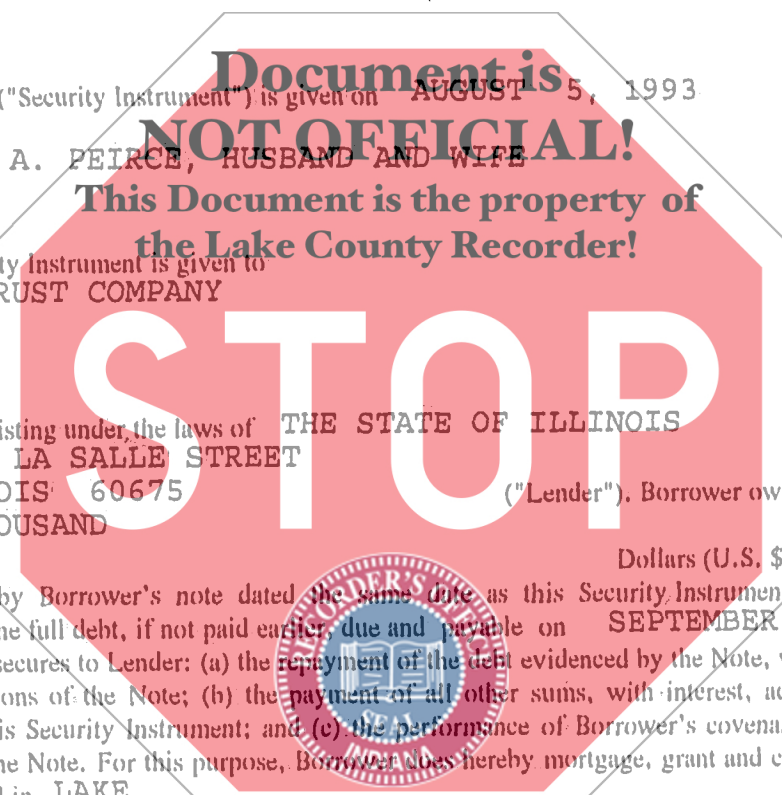 Document is
("Security Instrument") is given on AUGUST 5, 1993
NOT OFFICIAL!
A. PEIRCE, HUSBAND AND WIFE
This Document is the property of
the Lake County Recorder!
ty Instrument is given to
RUST COMPANY
STOP
isting under the laws of THE STATE OF ILLINOIS
LA SALLE STREET
OIS 60675 ("Lender"). Borrower ow
OUSAND
Dollars (U.S. $
by Borrower's note dated the same date as this Security Instrumen
he full debt, if not paid earlier, due and payable on SEPTEMBER
secures to Lender: (a) the repayment of the debt evidenced by the Note,
ons of the Note; (b) the payment of all other sums, with interest, ad
is Security Instrument; and (c) the performance of Borrower's covena
he Note. For this purpose, Borrower does hereby mortgage, grant and c
d in LAKE
RECORDER'S OFFICE
SEAL
INDIANA